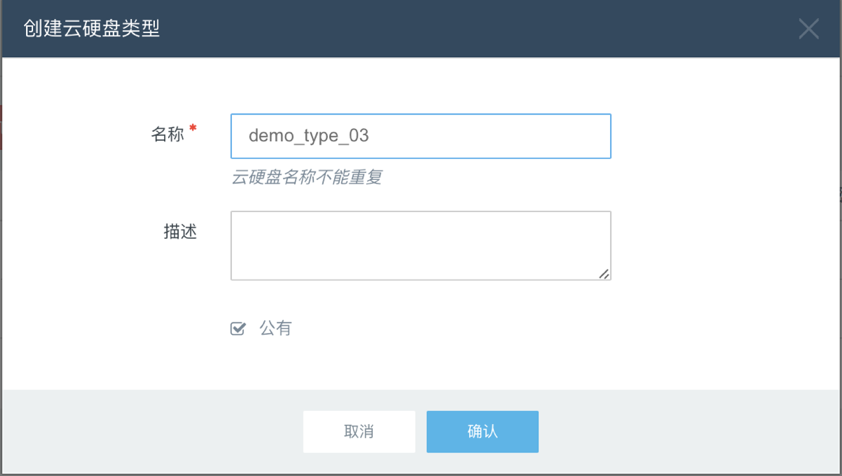 创建云硬盘类型
名称 *
demo_type_03
云硬盘名称不能重复
描述
公有
取消
确认